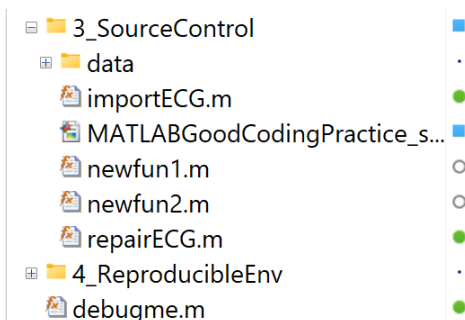 3_SourceControl
data
importECG.m
MATLABGoodCodingPractice_s...
newfun1.m
newfun2.m
repairECG.m
4_ReproducibleEnv
debugme.m